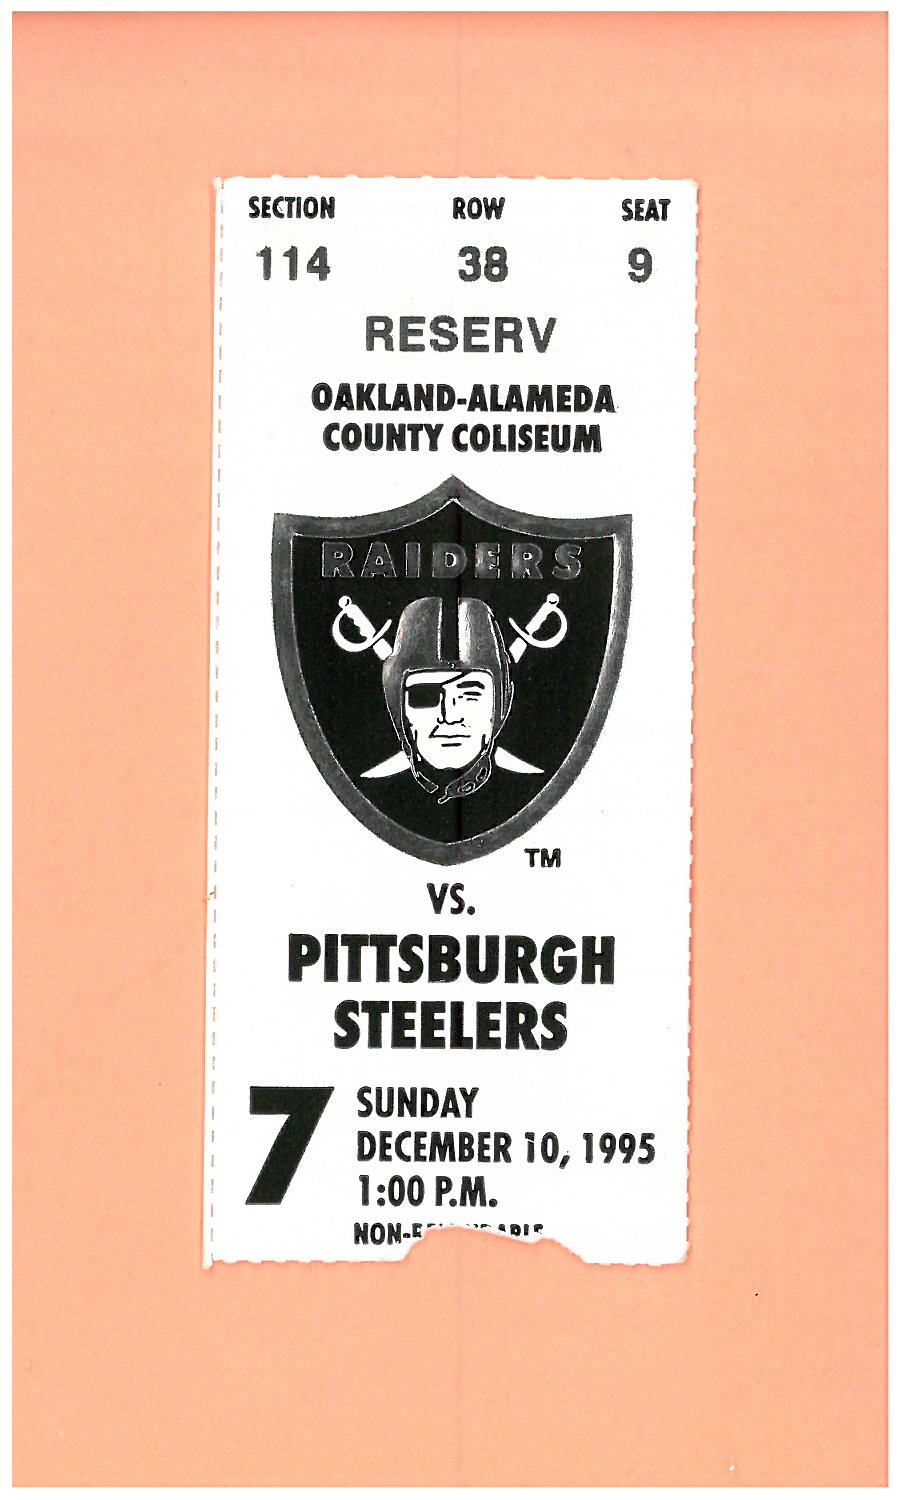 SECTION ROW SEAT
114 38 9
RESERV
OAKLAND-ALAMEDA
COUNTY COLISEUM
RAIDERS
TM
VS.
PITTSBURGH
STEELERS
7
SUNDAY
DECEMBER 10, 1995
1:00 P.M.